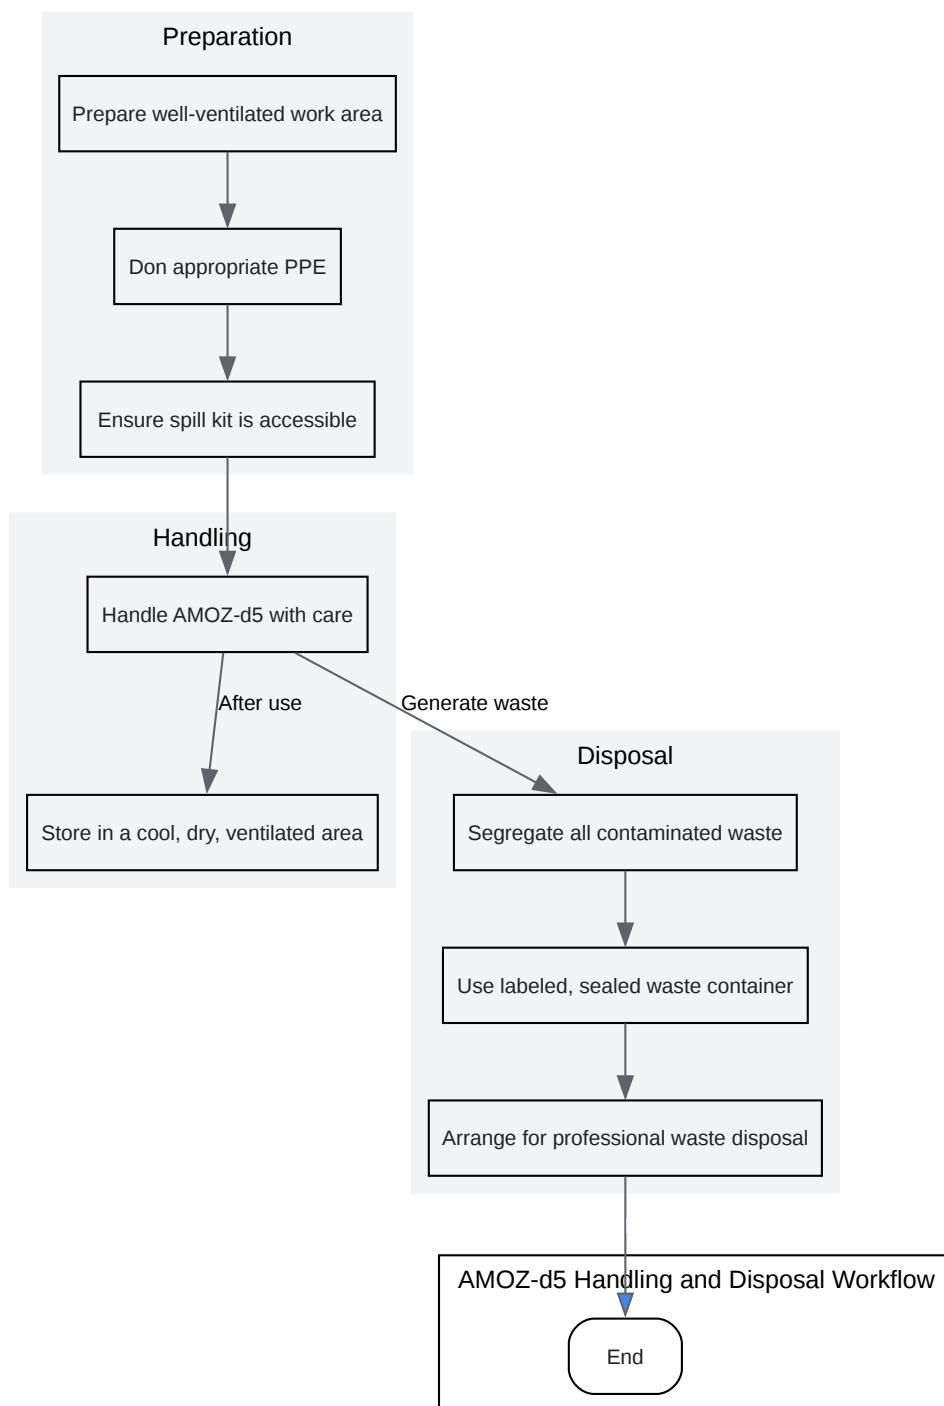 Preparation
Prepare well-ventilated work area
Don appropriate PPE
Ensure spill kit is accessible
Handling
Handle AMOZ-d5 with care
After use
Generate waste
Store in a cool, dry, ventilated area
Disposal
Segregate all contaminated waste
Use labeled, sealed waste container
Arrange for professional waste disposal
AMOZ-d5 Handling and Disposal Workflow
End